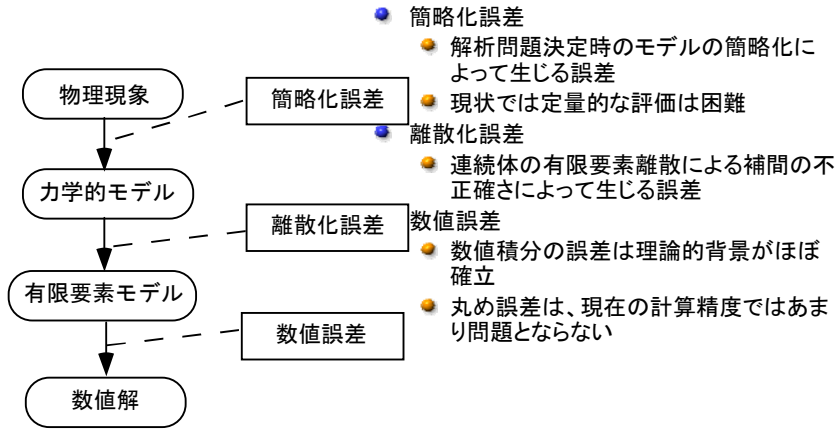 物理現象
簡略化誤差
力学的モデル
離散化誤差
有限要素モデル
数値誤差
数値解
簡略化誤差
解析問題決定時のモデルの簡略化に
よって生じる誤差
現状では定量的な評価は困難
離散化誤差
連続体の有限要素離散による補間の不
正確さによって生じる誤差
数値誤差
数値積分の誤差は理論的背景がほぼ
確立
丸め誤差は、現在の計算精度ではあま
り問題とならない